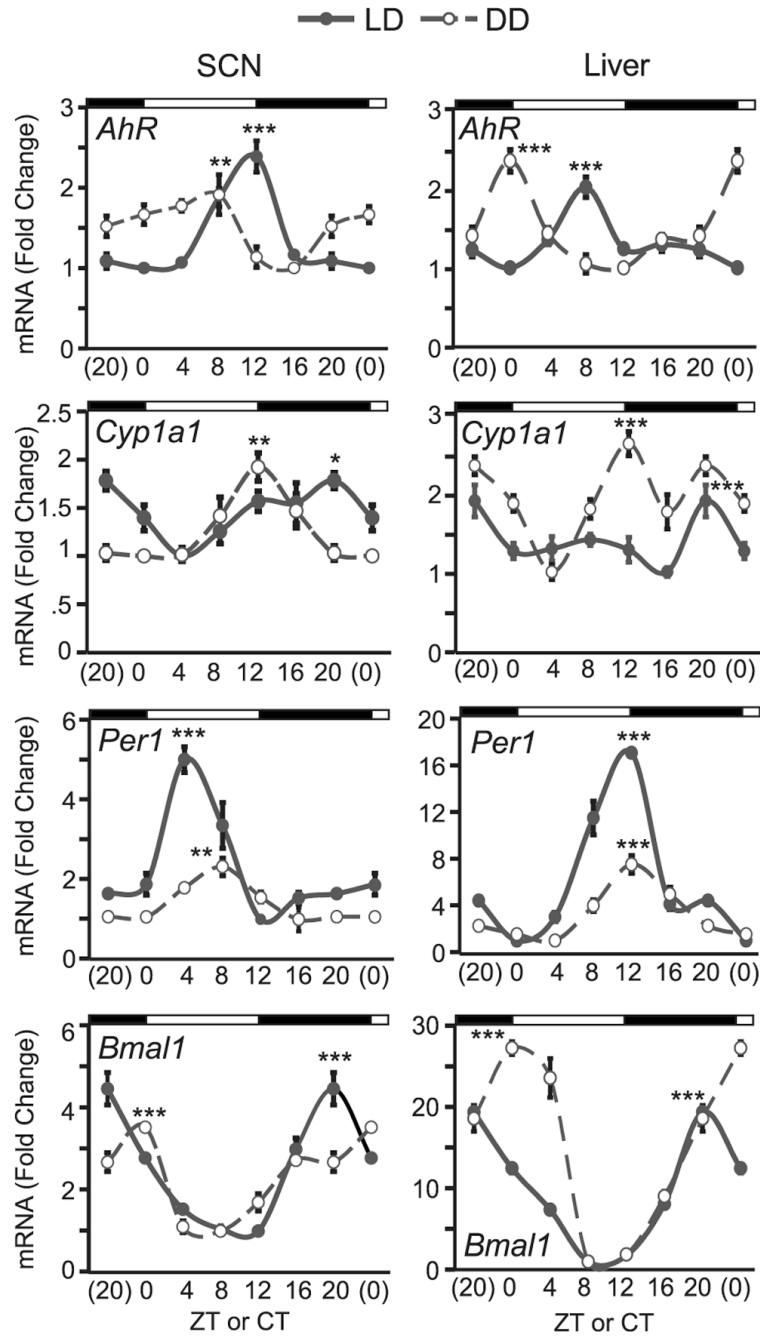 LD DD
SCN Liver
AhR
** ***
3
2
1
0
mRNA (Fold Change)
(20) 0 4 8 12 16 20 (0)
AhR
*** ***
3
2
1
0
(20) 0 4 8 12 16 20 (0)
Cyp1a1
** *
2.5
2
1.5
1
.5
0
mRNA (Fold Change)
(20) 0 4 8 12 16 20 (0)
Cyp1a1
***
***
3
2
1
0
(20) 0 4 8 12 16 20 (0)
Per1
***
**
6
4
2
0
mRNA (Fold Change)
(20) 0 4 8 12 16 20 (0)
Per1
***
***
20
16
12
8
4
0
(20) 0 4 8 12 16 20 (0)
Bmal1
***
***
6
4
2
0
mRNA (Fold Change)
(20) 0 4 8 12 16 20 (0)
ZT or CT
***
***
30
20
10
0
Bmal1
(20) 0 4 8 12 16 20 (0)
ZT or CT